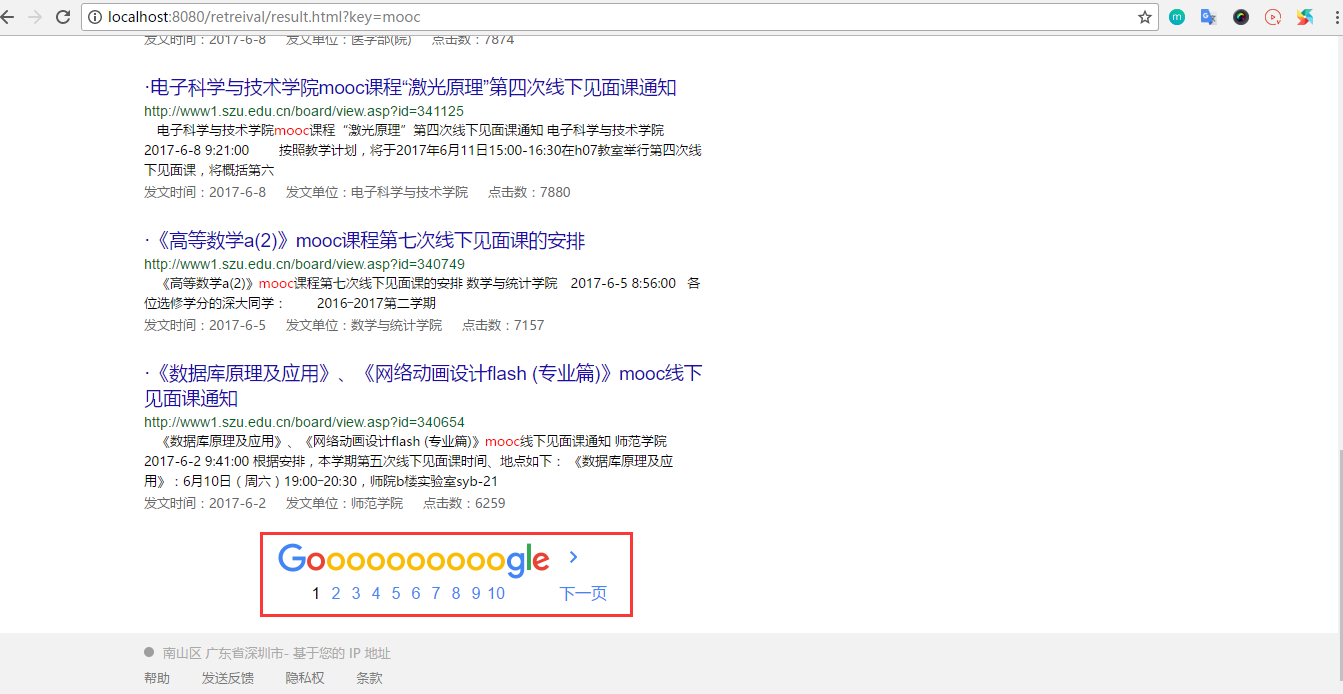 localhost:8080/retreival/result.html?key=mooc
发文时间：2017-6-8 发文单位：医学部(院) 点击数：7874
·电子科学与技术学院mooc课程“激光原理”第四次线下见面课通知
http://www1.szu.edu.cn/board/view.asp?id=341125
电子科学与技术学院mooc课程“激光原理”第四次线下见面课通知 电子科学与技术学院
2017-6-8 9:21:00 按照教学计划，将于2017年6月11日15:00-16:30在h07教室举行第四次线
下见面课，将概括第六
发文时间：2017-6-8 发文单位：电子科学与技术学院 点击数：7880
·《高等数学a(2)》mooc课程第七次线下见面课的安排
http://www1.szu.edu.cn/board/view.asp?id=340749
《高等数学a(2)》mooc课程第七次线下见面课的安排 数学与统计学院 2017-6-5 8:56:00 各
位选修学分的深大同学： 2016–2017第二学期
发文时间：2017-6-5 发文单位：数学与统计学院 点击数：7157
·《数据库原理及应用》、《网络动画设计flash (专业篇)》mooc线下
见面课通知
http://www1.szu.edu.cn/board/view.asp?id=340654
《数据库原理及应用》、《网络动画设计flash (专业篇)》mooc线下见面课通知 师范学院
2017-6-2 9:41:00 根据安排，本学期第五次线下见面课时间、地点如下： 《数据库原理及应
用》：6月10日（周六）19:00–20:30，师院b楼实验室syb-21
发文时间：2017-6-2 发文单位：师范学院 点击数：6259
Goooooooooogle >
1 2 3 4 5 6 7 8 9 10 下一页
南山区 广东省深圳市- 基于您的 IP 地址
帮助 发送反馈 隐私权 条款